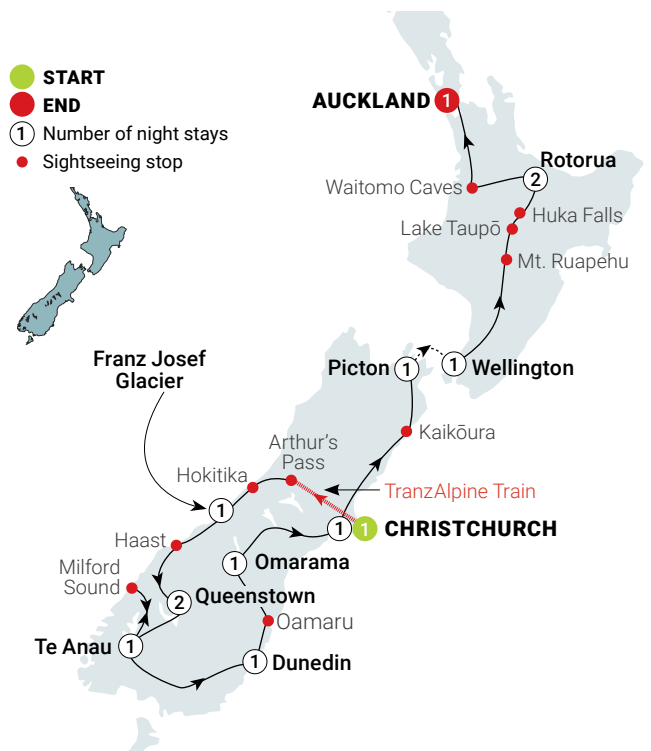 START
END
1 Number of night stays
Sightseeing stop
AUCKLAND 1
Rotorua
2
Waitomo Caves
Huka Falls
Lake Taupō
Mt. Ruapehu
Franz Josef
Glacier
Picton 1
1 Wellington
Kaikōura
Arthur's
Pass
Hokitika
TranzAlpine Train
1
1 1 CHRISTCHURCH
Haast
1 Omarama
Milford
Sound
2 Queenstown
Oamaru
Te Anau 1
1 Dunedin